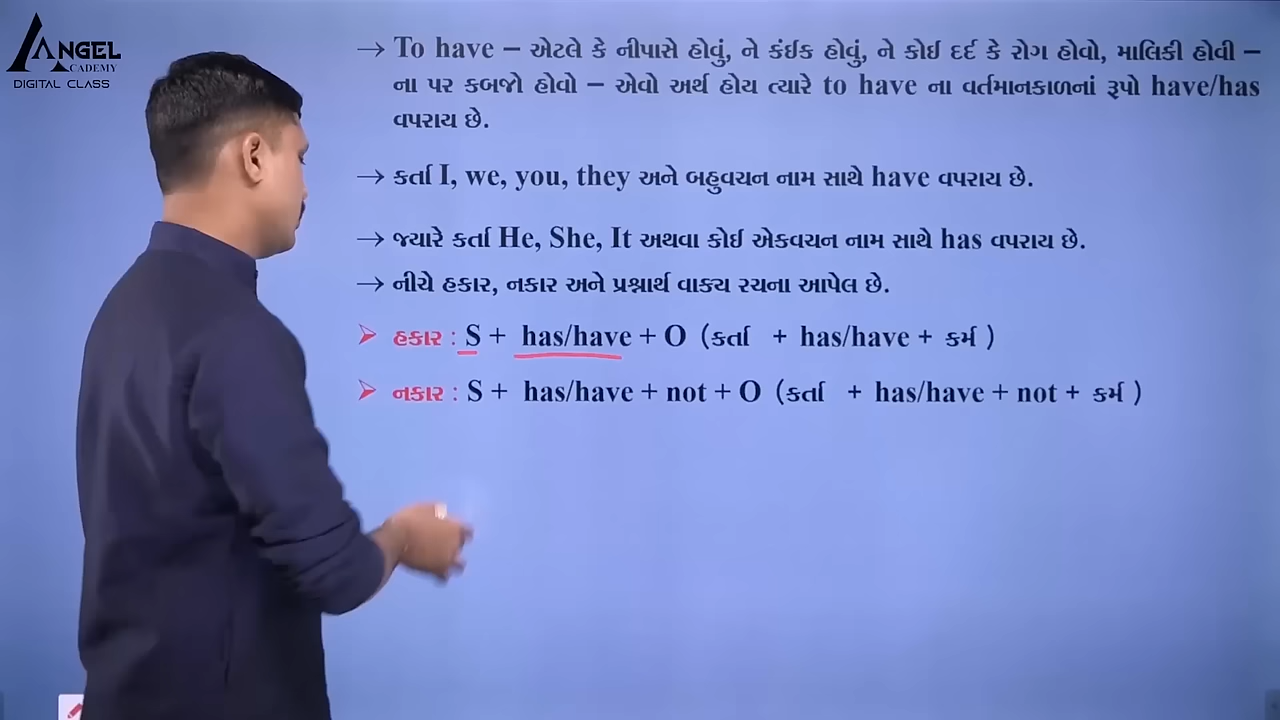 ANGEL
ACADEMY
DIGITAL CLASS
→ To have – એટલે કે નીપાસે હોવું, ને કંઈક હોવું, ને કોઈ દર્દ કે રોગ હોવો, માલિકી હોવી –
ના પર કબજો હોવો – એવો અર્થ હોય ત્યારે to have ના વર્તમાનકાળનાં રૂપો have/has
વપરાય છે.
→ કર્તા I, we, you, they અને બહુવચન નામ સાથે have વપરાય છે.
→ જ્યારે કર્તા He, She, It અથવા કોઈ એકવચન નામ સાથે has વપરાય છે.
→ નીચે હકાર, નકાર અને પ્રશ્નાર્થ વાક્ય રચના આપેલ છે.
➤ હકાર : S + has/have + O (કર્તા + has/have + કર્મ )
➤ નકાર : S + has/have + not + O (કર્તા + has/have + not + કર્મ )